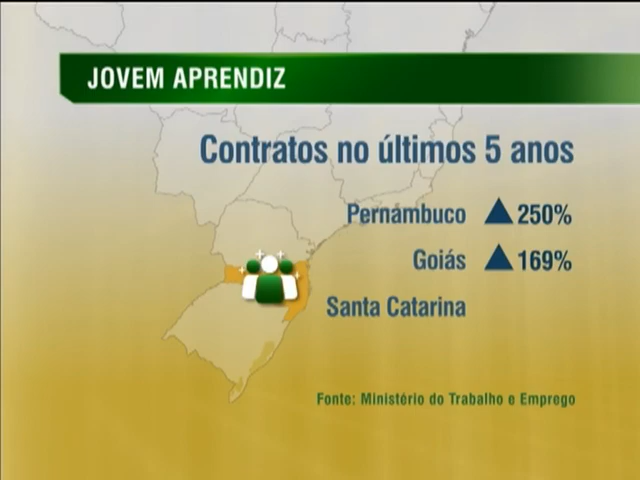 JOVEM APRENDIZ
Contratos no últimos 5 anos
Pernambuco ▲ 250%
Goiás ▲ 169%
Santa Catarina
Fonte: Ministério do Trabalho e Emprego